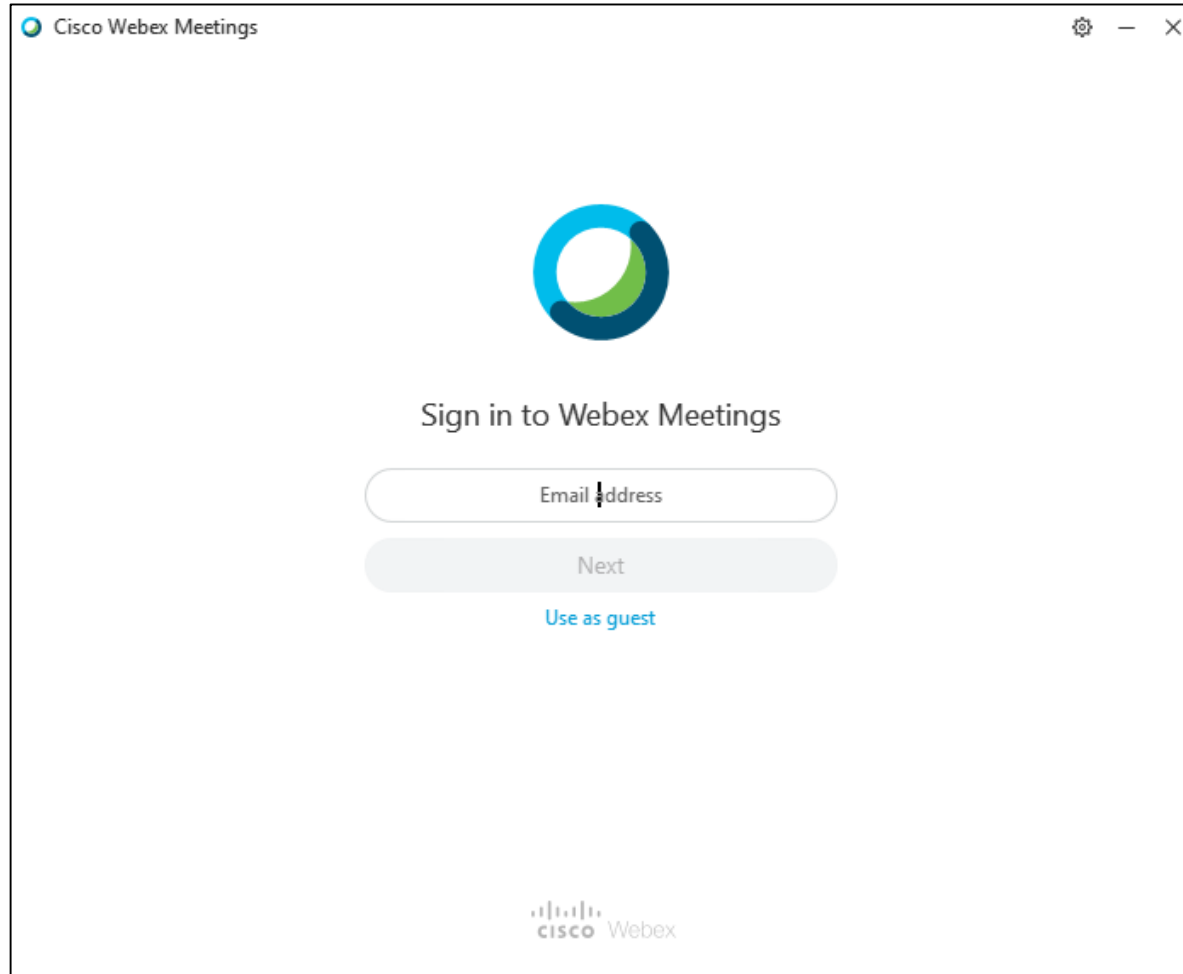 Cisco Webex Meetings
Sign in to Webex Meetings
Email address
Next
Use as guest
CISCO Webex